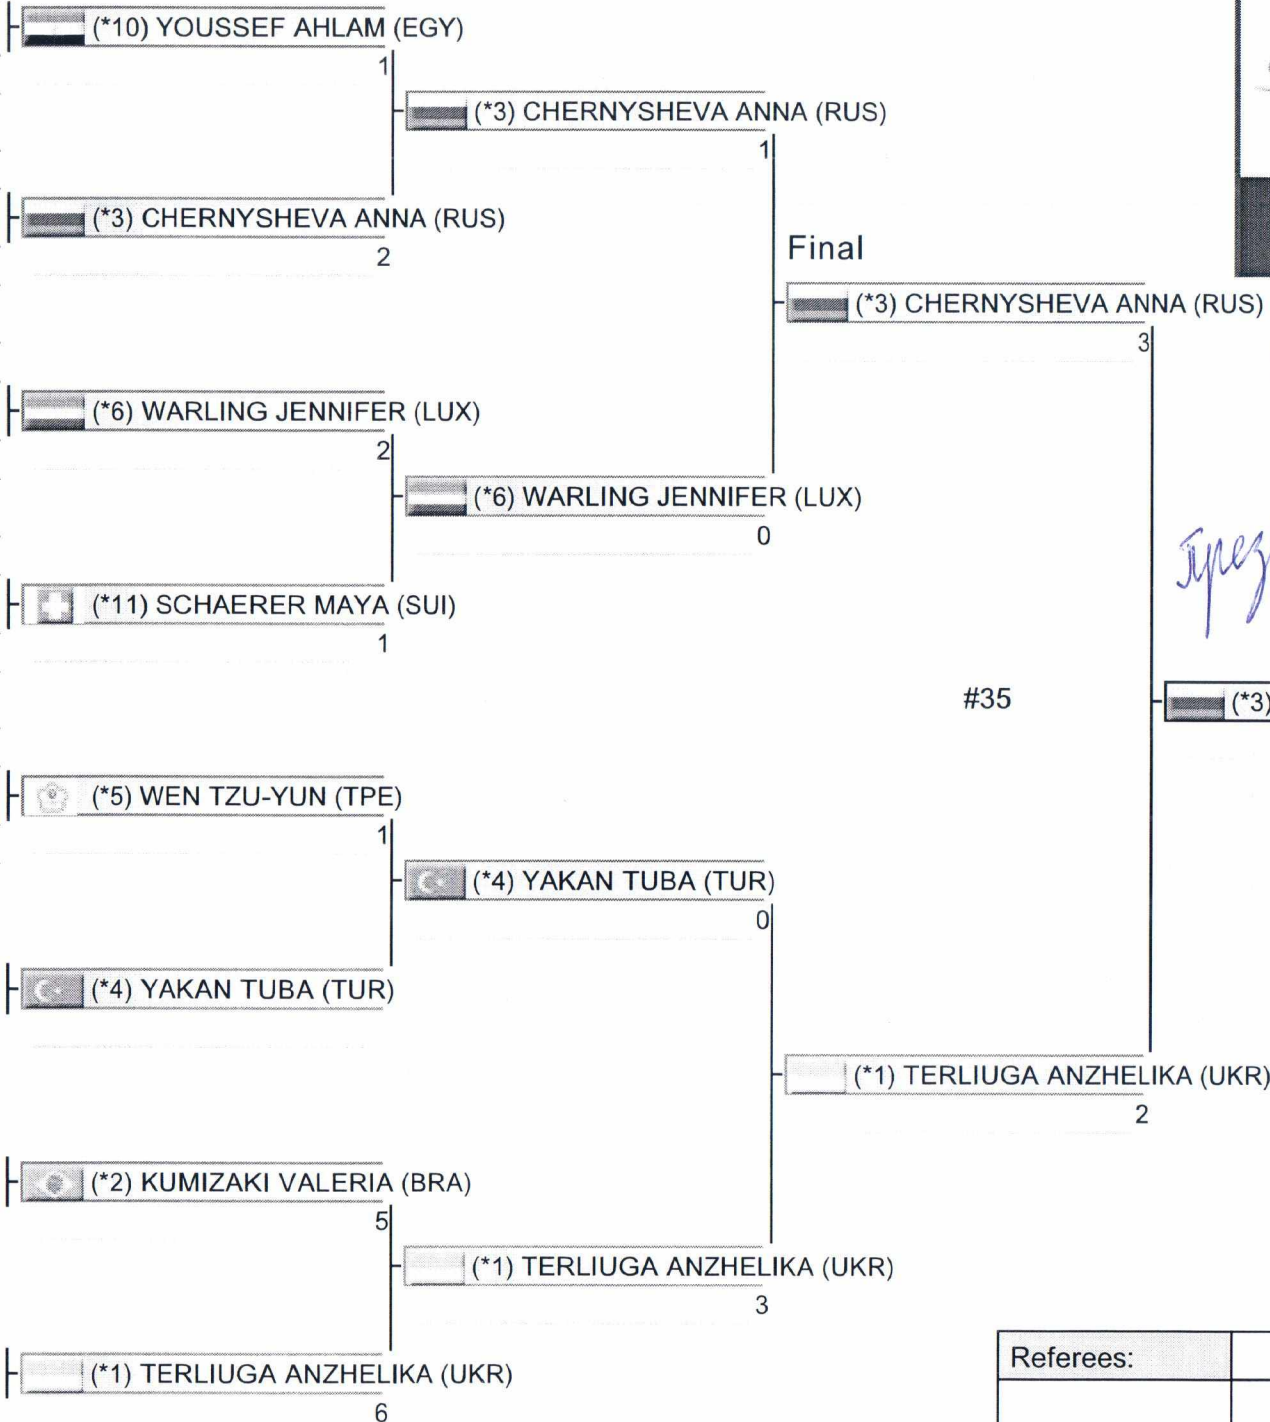 (*10) YOUSSEF AHLAM (EGY)
1
(*3) CHERNYSHEVA ANNA (RUS)
1
(*3) CHERNYSHEVA ANNA (RUS)
2
Final
(*3) CHERNYSHEVA ANNA (RUS)
3
(*6) WARLING JENNIFER (LUX)
2
(*6) WARLING JENNIFER (LUX)
0
(*11) SCHAERER MAYA (SUI)
1
#35
(*3)
(*5) WEN TZU-YUN (TPE)
1
(*4) YAKAN TUBA (TUR)
0
(*4) YAKAN TUBA (TUR)
(*1) TERLIUGA ANZHELIKA (UKR)
2
(*2) KUMIZAKI VALERIA (BRA)
5
(*1) TERLIUGA ANZHELIKA (UKR)
3
(*1) TERLIUGA ANZHELIKA (UKR)
6
Referees: